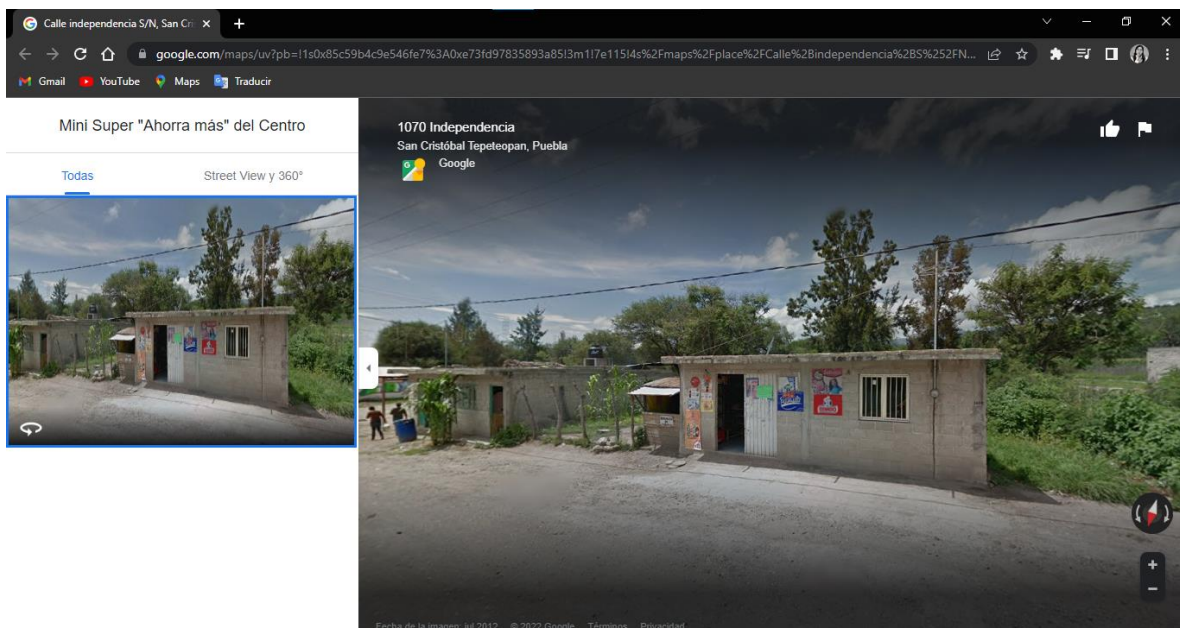 Calle independencia S/N, San Cri
google.com/maps/uv?pb=!1s0x85c59b4c9e546fe7%3A0xe73fd97835893a85!3m1!7e115!4s%2Fmaps%2Fplace%2FCalle%2Bindependencia%2BS%252FN...
Gmail YouTube Maps Traducir
Mini Super "Ahorra más" del Centro
Todas Street View y 360°
1070 Independencia
San Cristóbal Tepeteopan, Puebla
Google
Fecha de la imagen: jul 2012 © 2022 Google Términos Privacidad